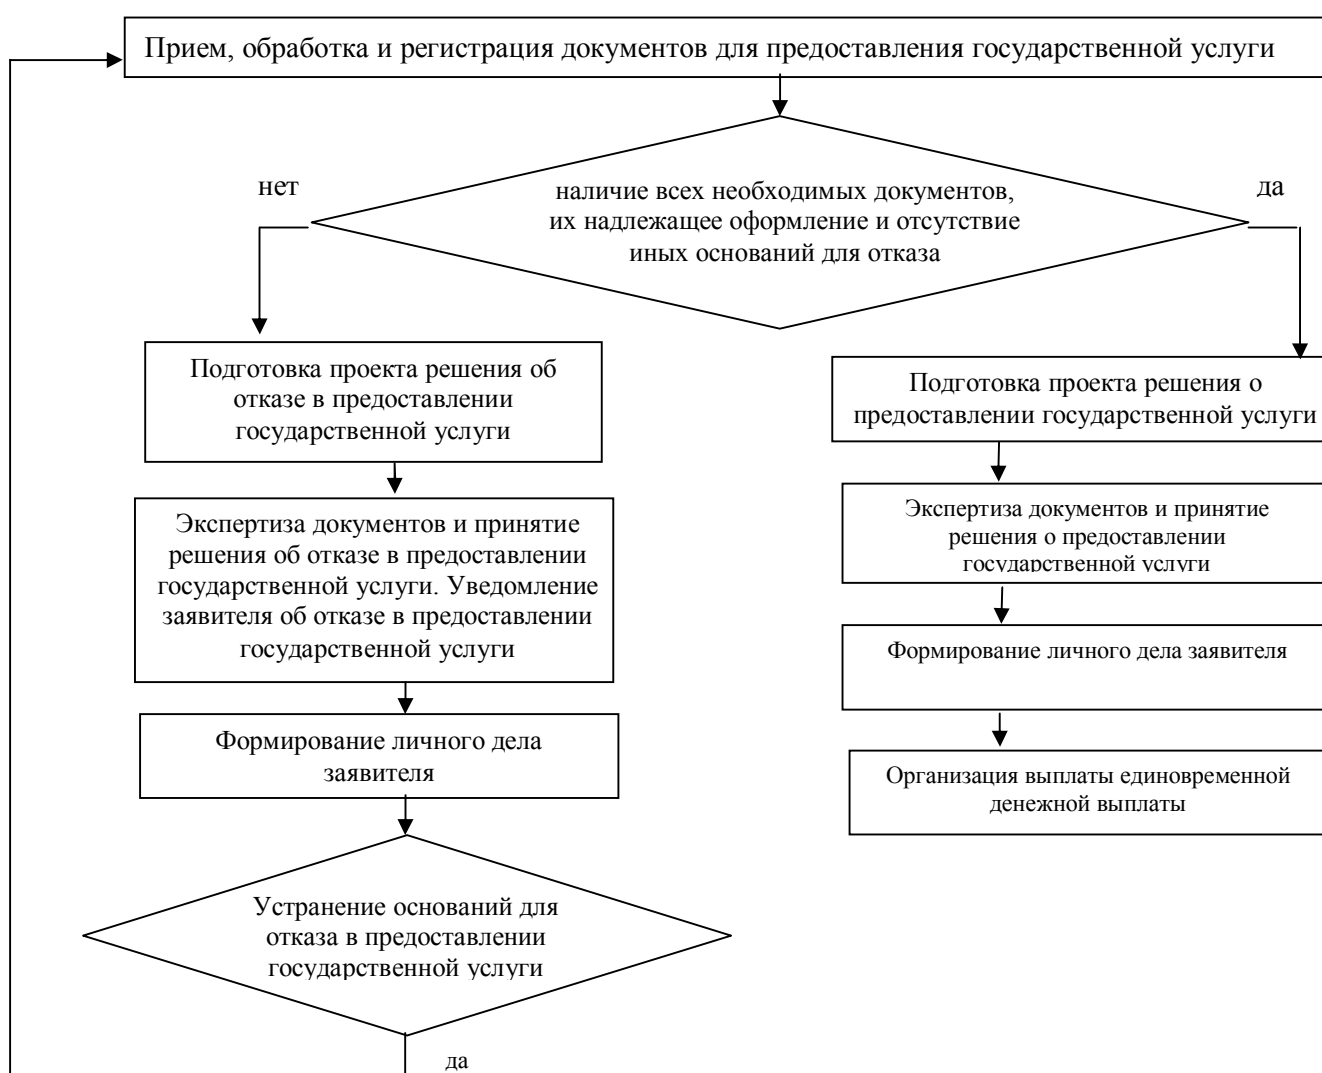 Прием, обработка и регистрация документов для предоставления государственной услуги
нет
наличие всех необходимых документов,
их надлежащее оформление и отсутствие
иных оснований для отказа
да
Подготовка проекта решения об
отказе в предоставлении
государственной услуги
Подготовка проекта решения о
предоставлении государственной услуги
Экспертиза документов и принятие
решения об отказе в предоставлении
государственной услуги. Уведомление
заявителя об отказе в предоставлении
государственной услуги
Экспертиза документов и принятие
решения о предоставлении
государственной услуги
Формирование личного дела заявителя
Формирование личного дела
заявителя
Организация выплаты единовременной
денежной выплаты
Устранение оснований для
отказа в предоставлении
государственной услуги
да